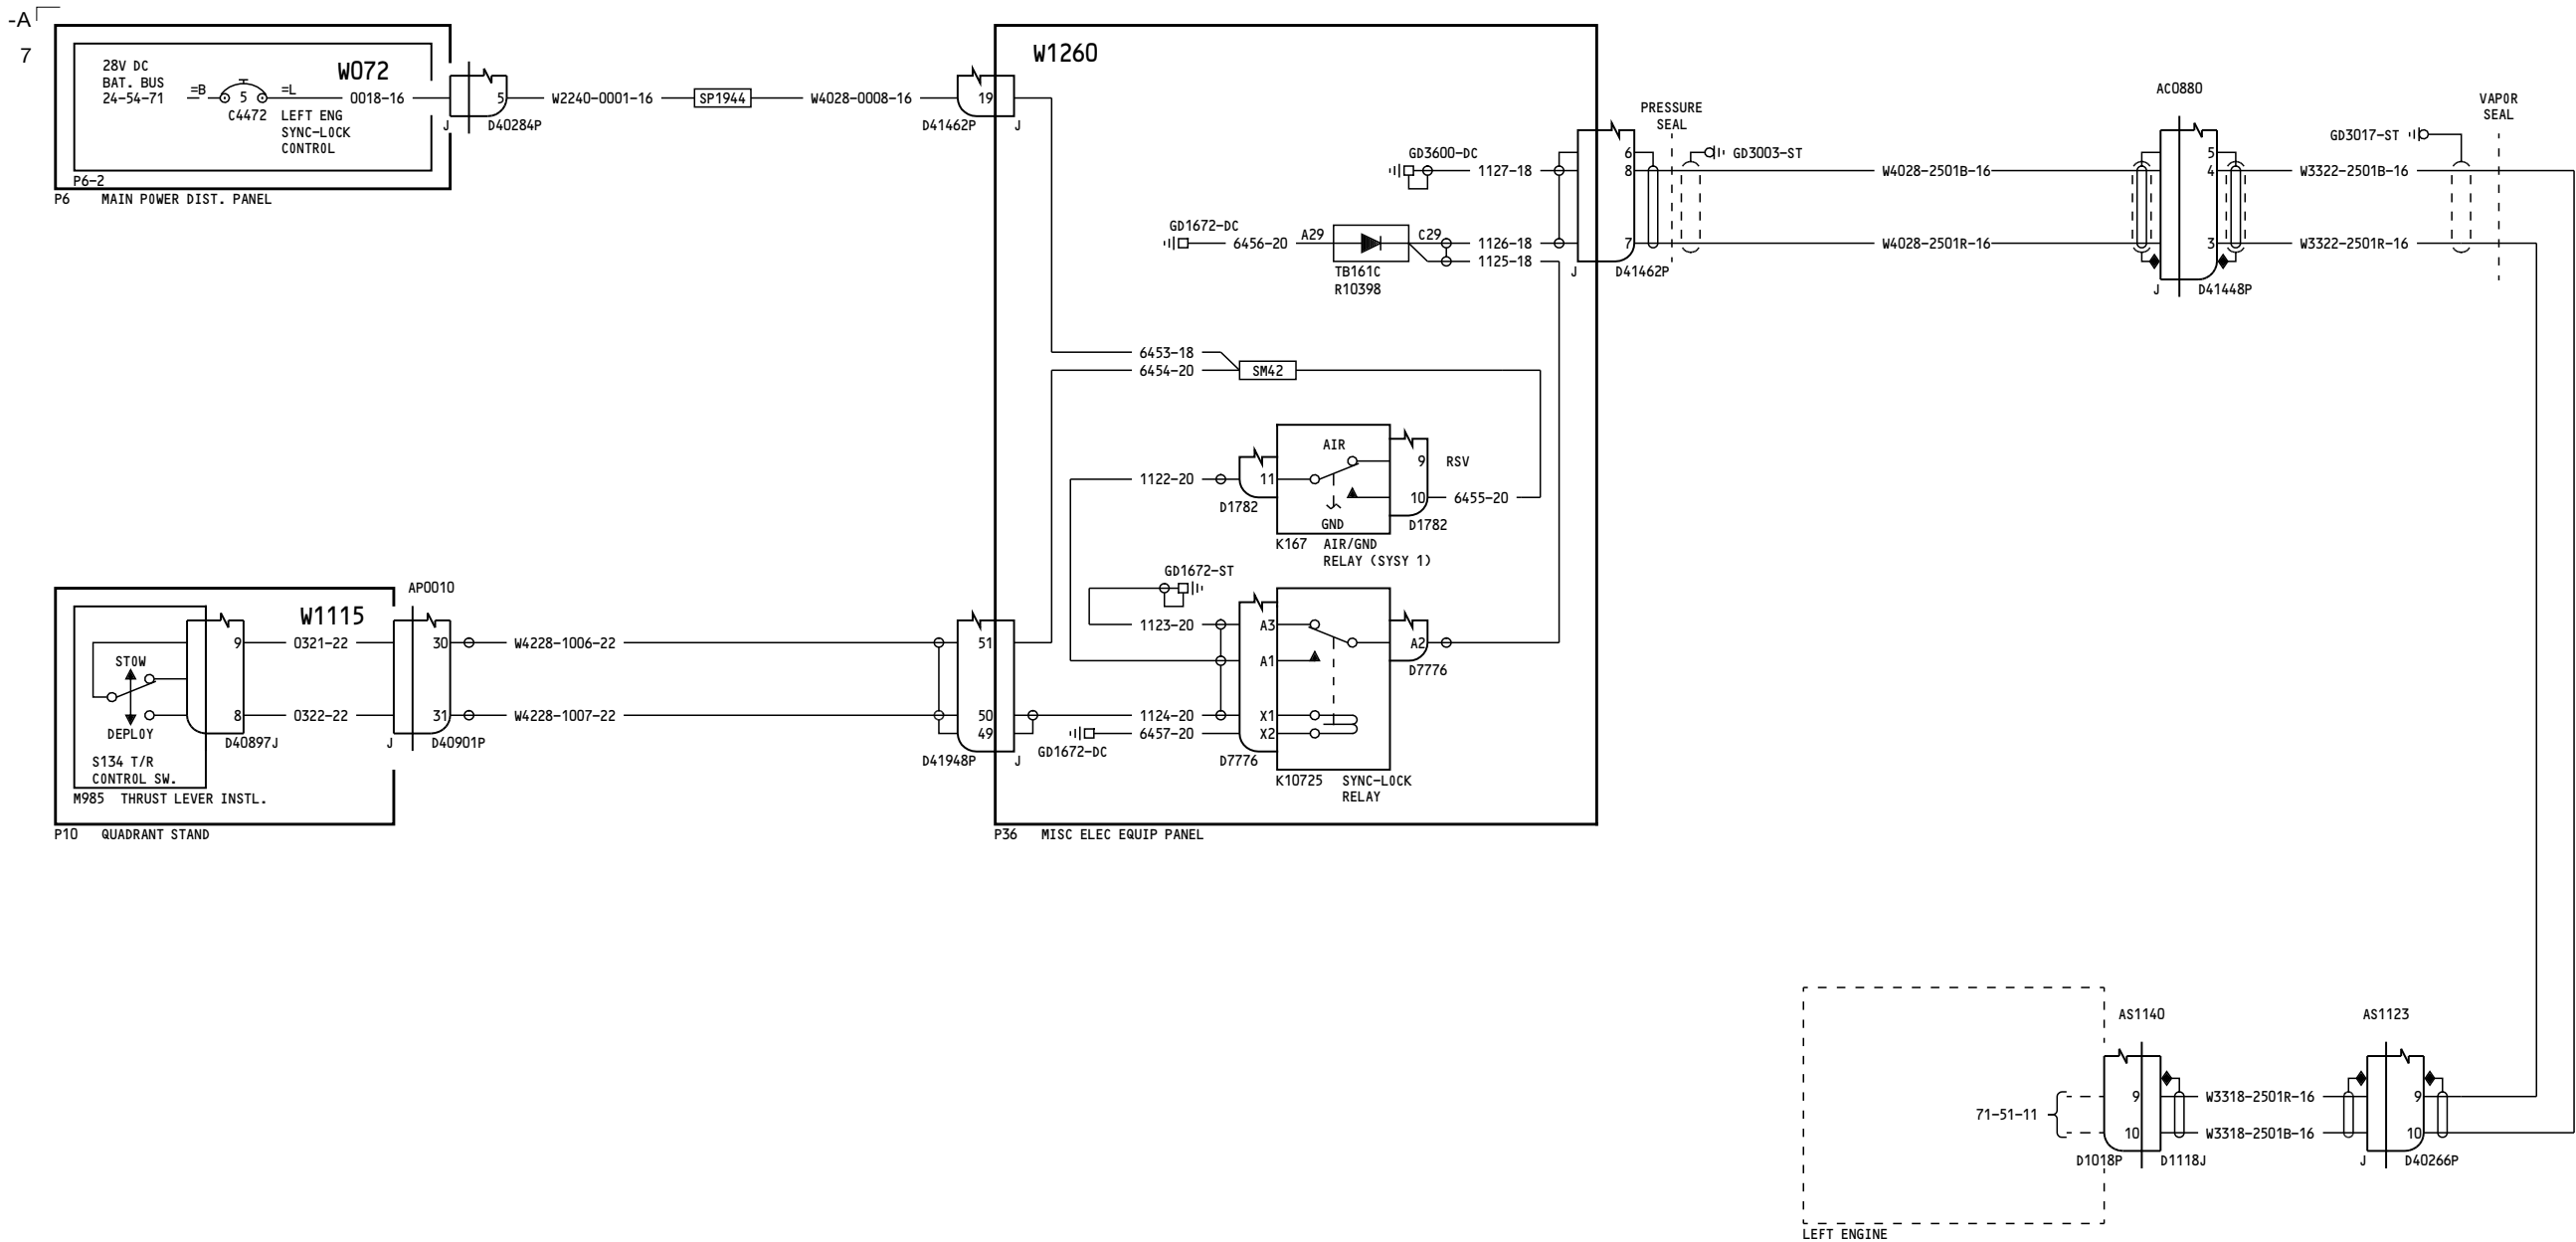 -A
7
28V DC
BAT. BUS
24-54-71
=B
5
C4472
=L
LEFT ENG
SYNC-LOCK
CONTROL
W072
0018-16
P6-2
P6 MAIN POWER DIST. PANEL
5
J
D40284P
W2240-0001-16
SP1944
W4028-0008-16
19
D41462P
J
W1260
GD3600-DC
1127-18
GD1672-DC
6456-20
A29
C29
TB161C
R10398
1126-18
1125-18
6
8
7
J
D41462P
PRESSURE
SEAL
GD3003-ST
W4028-2501B-16
W4028-2501R-16
AC0880
5
4
3
J
D41448P
GD3017-ST
W3322-2501B-16
W3322-2501R-16
VAPOR
SEAL
6453-18
6454-20
SM42
1122-20
11
D1782
AIR
GND
9
RSV
10
6455-20
D1782
K167 AIR/GND
RELAY (SYSY 1)
GD1672-ST
1123-20
A3
A1
A2
D7776
1124-20
X1
6457-20
X2
GD1672-DC
D7776
K10725 SYNC-LOCK
RELAY
P36 MISC ELEC EQUIP PANEL
AP0010
W1115
STOW
DEPLOY
9
8
D40897J
0321-22
0322-22
S134 T/R
CONTROL SW.
M985 THRUST LEVER INSTL.
P10 QUADRANT STAND
30
31
J
D40901P
W4228-1006-22
W4228-1007-22
51
50
49
D41948P
J
AS1140
AS1123
71-51-11
9
10
D1018P
D1118J
W3318-2501R-16
W3318-2501B-16
9
10
J
D40266P
LEFT ENGINE